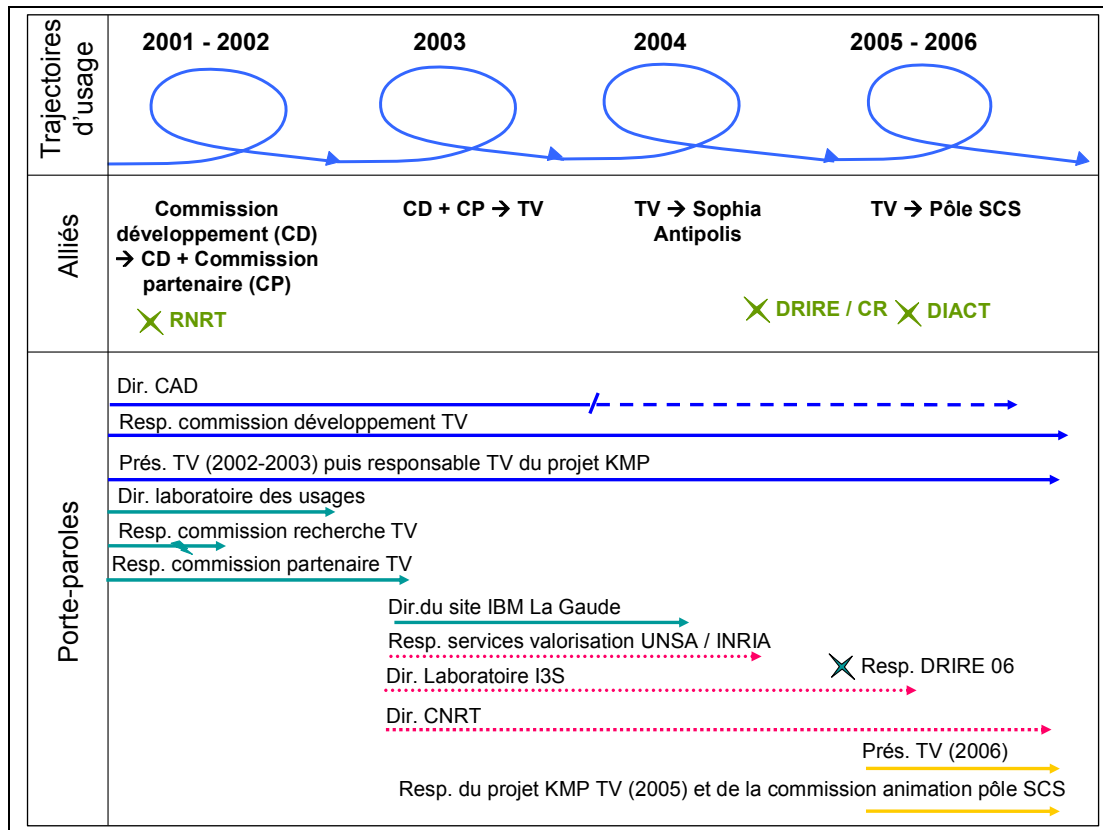 Trajectoires
d'usage
2001 - 2002
2003
2004
2005 - 2006
Alliés
Commission
développement (CD)
→ CD + Commission
partenaire (CP)
CD + CP → TV
TV → Sophia
Antipolis
TV → Pôle SCS
RNRT
DRIRE / CR
DIACT
Porte-paroles
Dir. CAD
Resp. commission développement TV
Prés. TV (2002-2003) puis responsable TV du projet KMP
Dir. laboratoire des usages
Resp. commission recherche TV
Resp. commission partenaire TV
Dir.du site IBM La Gaude
Resp. services valorisation UNSA / INRIA
Resp. DRIRE 06
Dir. Laboratoire I3S
Dir. CNRT
Prés. TV (2006)
Resp. du projet KMP TV (2005) et de la commission animation pôle SCS